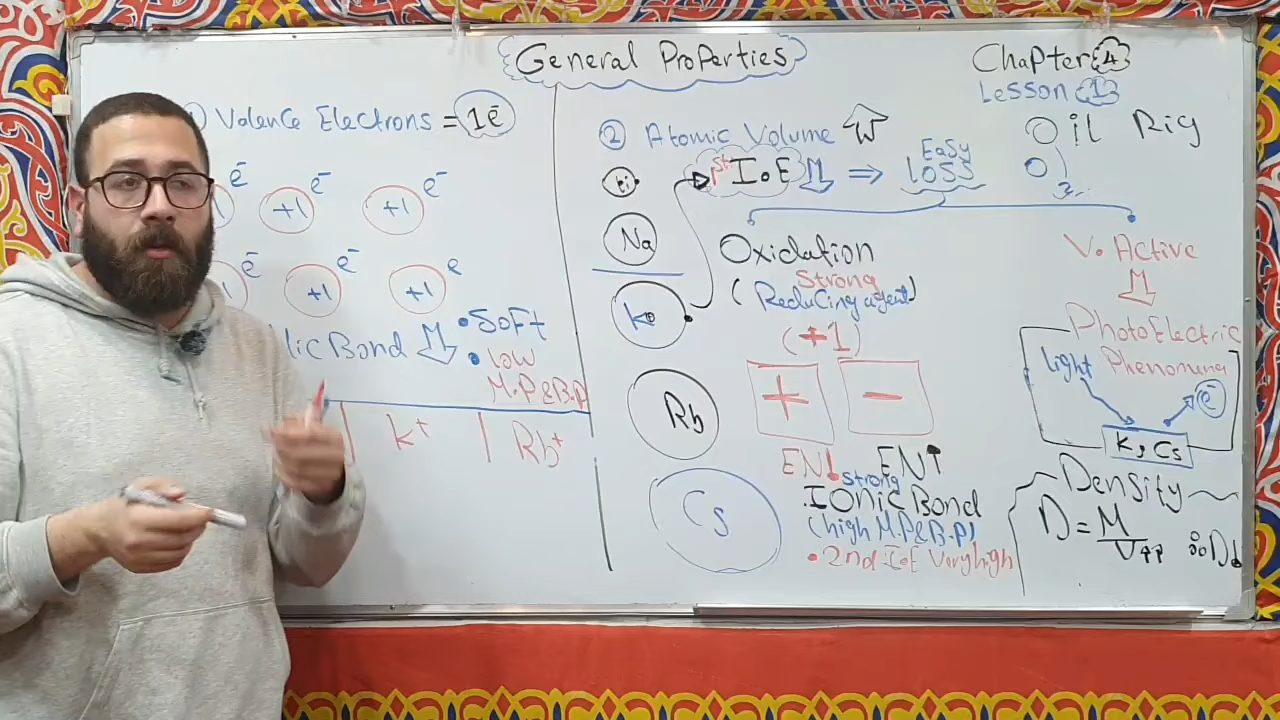 General Properties
Chapter 4
Lesson 1
Valence Electrons = 1e-
e- e- e-
+1 +1
e- e- e
+1 +1
lic Bond
• Soft
• low
M.P & B.P
K+ Rb+
② Atomic Volume
Li
Na
K
Rb
Cs
1st I.E ⇒ Easy
Loss
Oxidation
Strong
(Reducing agent)
(+1)
+ -
EN↓ EN↑
strong
Ionic Bond
(high M.P & B.P)
• 2nd I.E Very high
Oil Rig
V. Active
PhotoElectric
light Phenomena
e-
K, Cs
Density
D = M
V